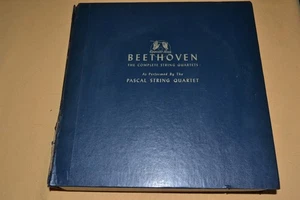 BEETHOVEN
THE COMPLETE STRING QUARTETS
As Performed By The
PASCAL STRING QUARTET